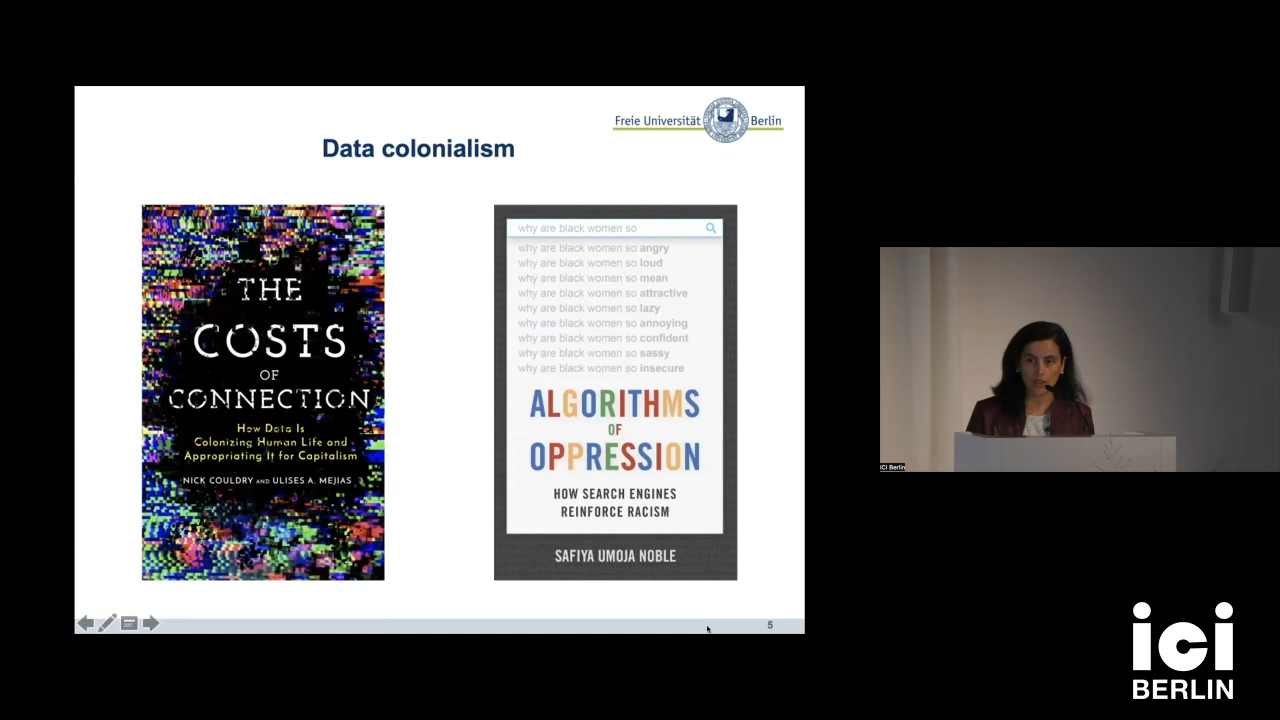 Freie Universität Berlin
Data colonialism
THE
COSTS
OF
CONNECTION
How Data Is
Colonizing Human Life and
Appropriating It for Capitalism
NICK COULDRY AND ULISES A. MEJIAS
why are black women so
why are black women so angry
why are black women so loud
why are black women so mean
why are black women so attractive
why are black women so lazy
why are black women so annoying
why are black women so confident
why are black women so sassy
why are black women so insecure
ALGORITHMS
OF
OPPRESSION
HOW SEARCH ENGINES
REINFORCE RACISM
SAFIYA UMOJA NOBLE
5
ICI Berlin
ici
BERLIN